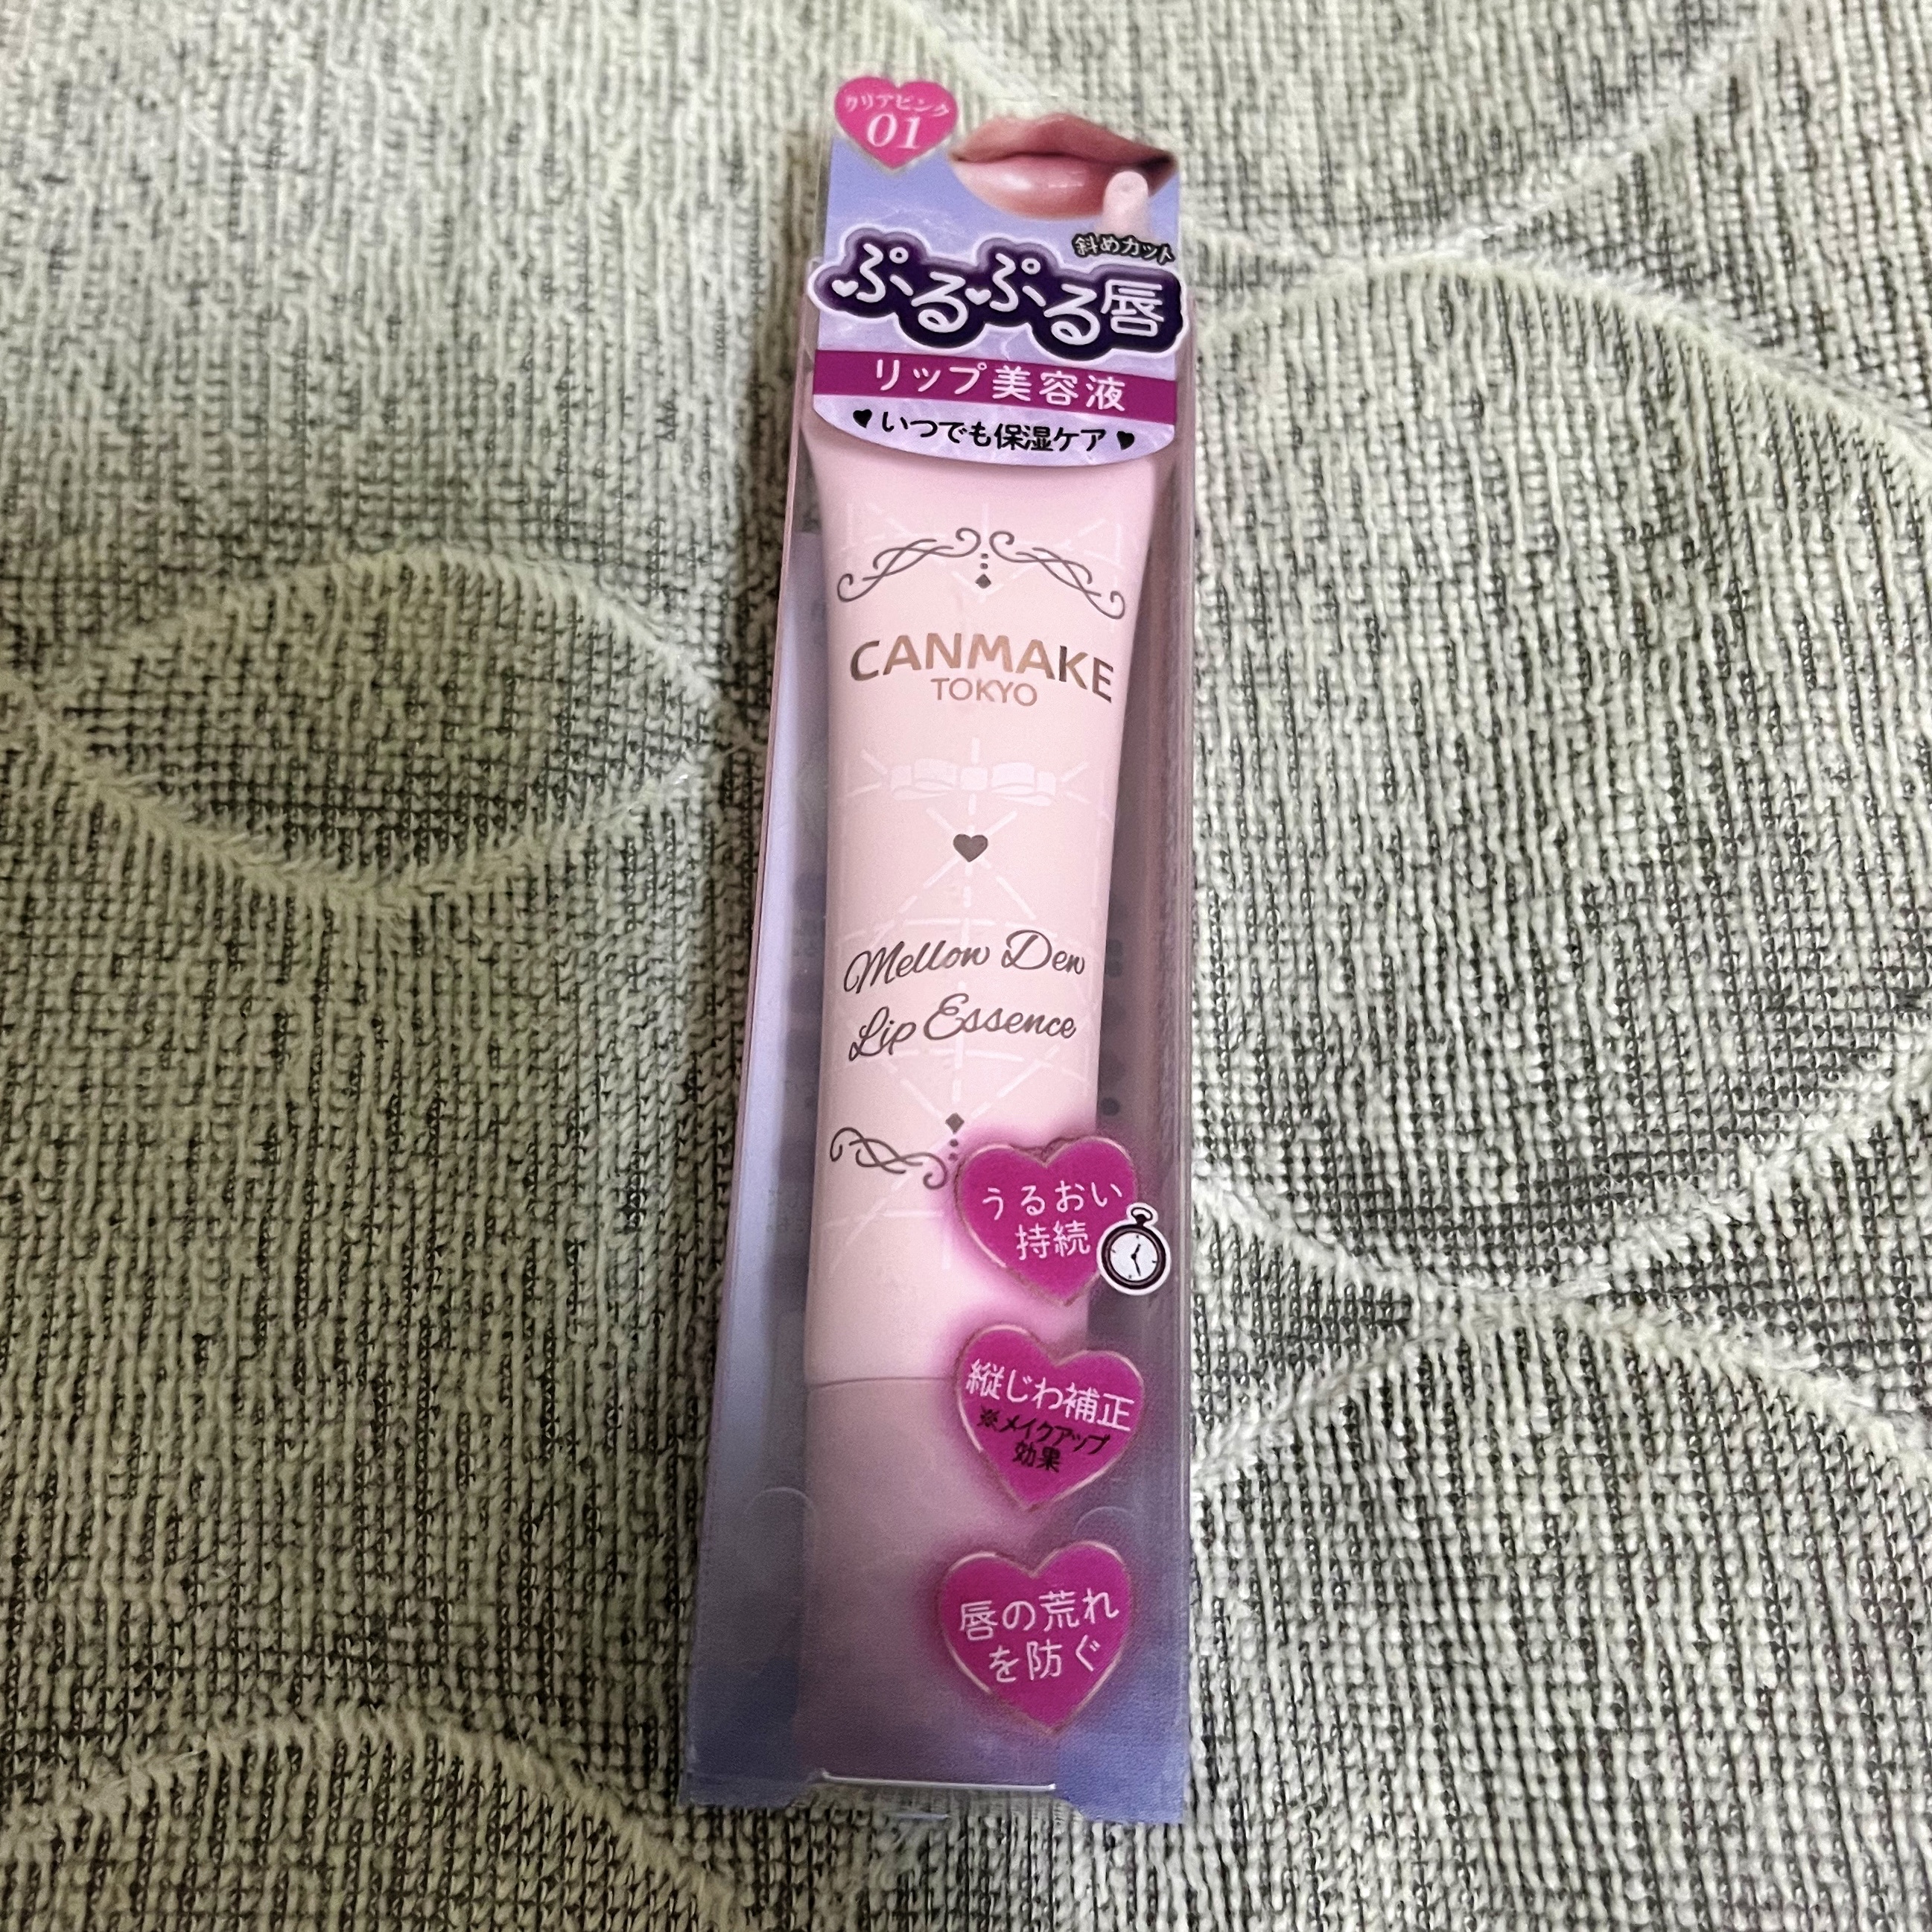 クリアピンク
01
斜めカット
ぷるぷる唇
リップ美容液
♥いつでも保湿ケア♥
CANMAKE
TOKYO
Mellow Dew
Lip Essence
うるおい
持続
縦じわ補正
※メイクアップ
効果
唇の荒れ
を防ぐ